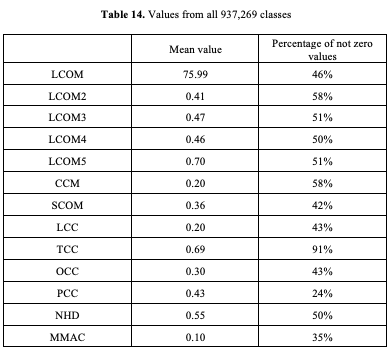 Table 14. Values from all 937,269 classes
Mean value Percentage of not zero
values
LCOM 75.99 46%
LCOM2 0.41 58%
LCOM3 0.47 51%
LCOM4 0.46 50%
LCOM5 0.70 51%
CCM 0.20 58%
SCOM 0.36 42%
LCC 0.20 43%
TCC 0.69 91%
OCC 0.30 43%
PCC 0.43 24%
NHD 0.55 50%
MMAC 0.10 35%